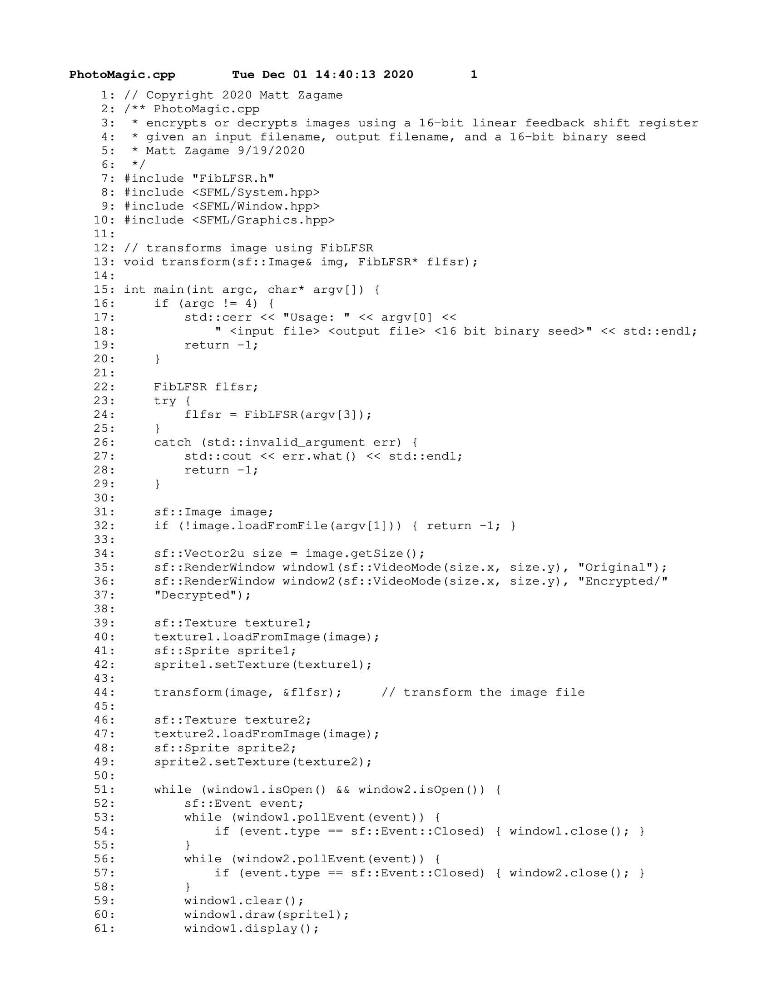 PhotoMagic.cpp        Tue Dec 01 14:40:13 2020        1
    1: // Copyright 2020 Matt Zagame
    2: /** PhotoMagic.cpp
    3:  * encrypts or decrypts images using a 16-bit linear feedback shift register
    4:  * given an input filename, output filename, and a 16-bit binary seed
    5:  * Matt Zagame 9/19/2020
    6:  */
    7: #include "FibLFSR.h"
    8: #include <SFML/System.hpp>
    9: #include <SFML/Window.hpp>
   10: #include <SFML/Graphics.hpp>
   11:
   12: // transforms image using FibLFSR
   13: void transform(sf::Image& img, FibLFSR* flfsr);
   14:
   15: int main(int argc, char* argv[]) {
   16:     if (argc != 4) {
   17:         std::cerr << "Usage: " << argv[0] <<
   18:             " <input file> <output file> <16 bit binary seed>" << std::endl;
   19:         return -1;
   20:     }
   21:
   22:     FibLFSR flfsr;
   23:     try {
   24:         flfsr = FibLFSR(argv[3]);
   25:     }
   26:     catch (std::invalid_argument err) {
   27:         std::cout << err.what() << std::endl;
   28:         return -1;
   29:     }
   30:
   31:     sf::Image image;
   32:     if (!image.loadFromFile(argv[1])) { return -1; }
   33:
   34:     sf::Vector2u size = image.getSize();
   35:     sf::RenderWindow window1(sf::VideoMode(size.x, size.y), "Original");
   36:     sf::RenderWindow window2(sf::VideoMode(size.x, size.y), "Encrypted/"
   37:     "Decrypted");
   38:
   39:     sf::Texture texture1;
   40:     texture1.loadFromImage(image);
   41:     sf::Sprite sprite1;
   42:     sprite1.setTexture(texture1);
   43:
   44:     transform(image, &flfsr);     // transform the image file
   45:
   46:     sf::Texture texture2;
   47:     texture2.loadFromImage(image);
   48:     sf::Sprite sprite2;
   49:     sprite2.setTexture(texture2);
   50:
   51:     while (window1.isOpen() && window2.isOpen()) {
   52:         sf::Event event;
   53:         while (window1.pollEvent(event)) {
   54:             if (event.type == sf::Event::Closed) { window1.close(); }
   55:         }
   56:         while (window2.pollEvent(event)) {
   57:             if (event.type == sf::Event::Closed) { window2.close(); }
   58:         }
   59:         window1.clear();
   60:         window1.draw(sprite1);
   61:         window1.display();